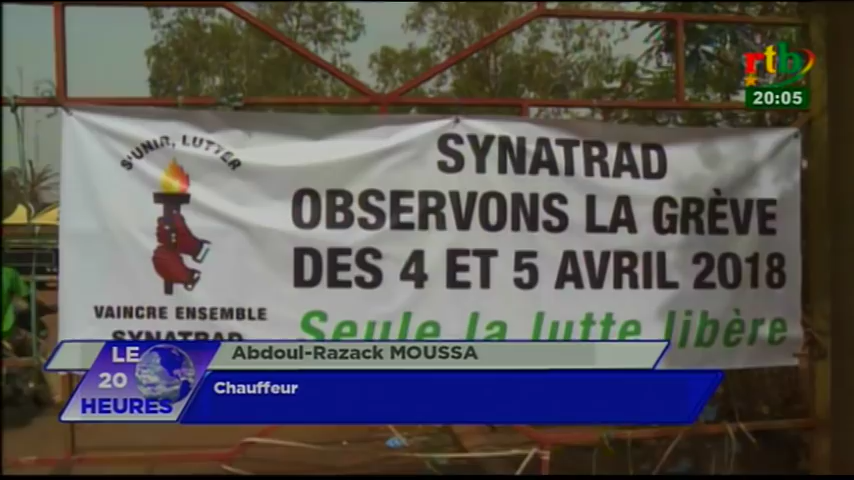 rtb
20:05
S'UNIR, LUTTER
SYNATRAD
OBSERVONS LA GRÈVE
DES 4 ET 5 AVRIL 2018
VAINCRE ENSEMBLE
SYNATRAD
Seule la lutte libère
LE
20
HEURES
Abdoul-Razack MOUSSA
Chauffeur